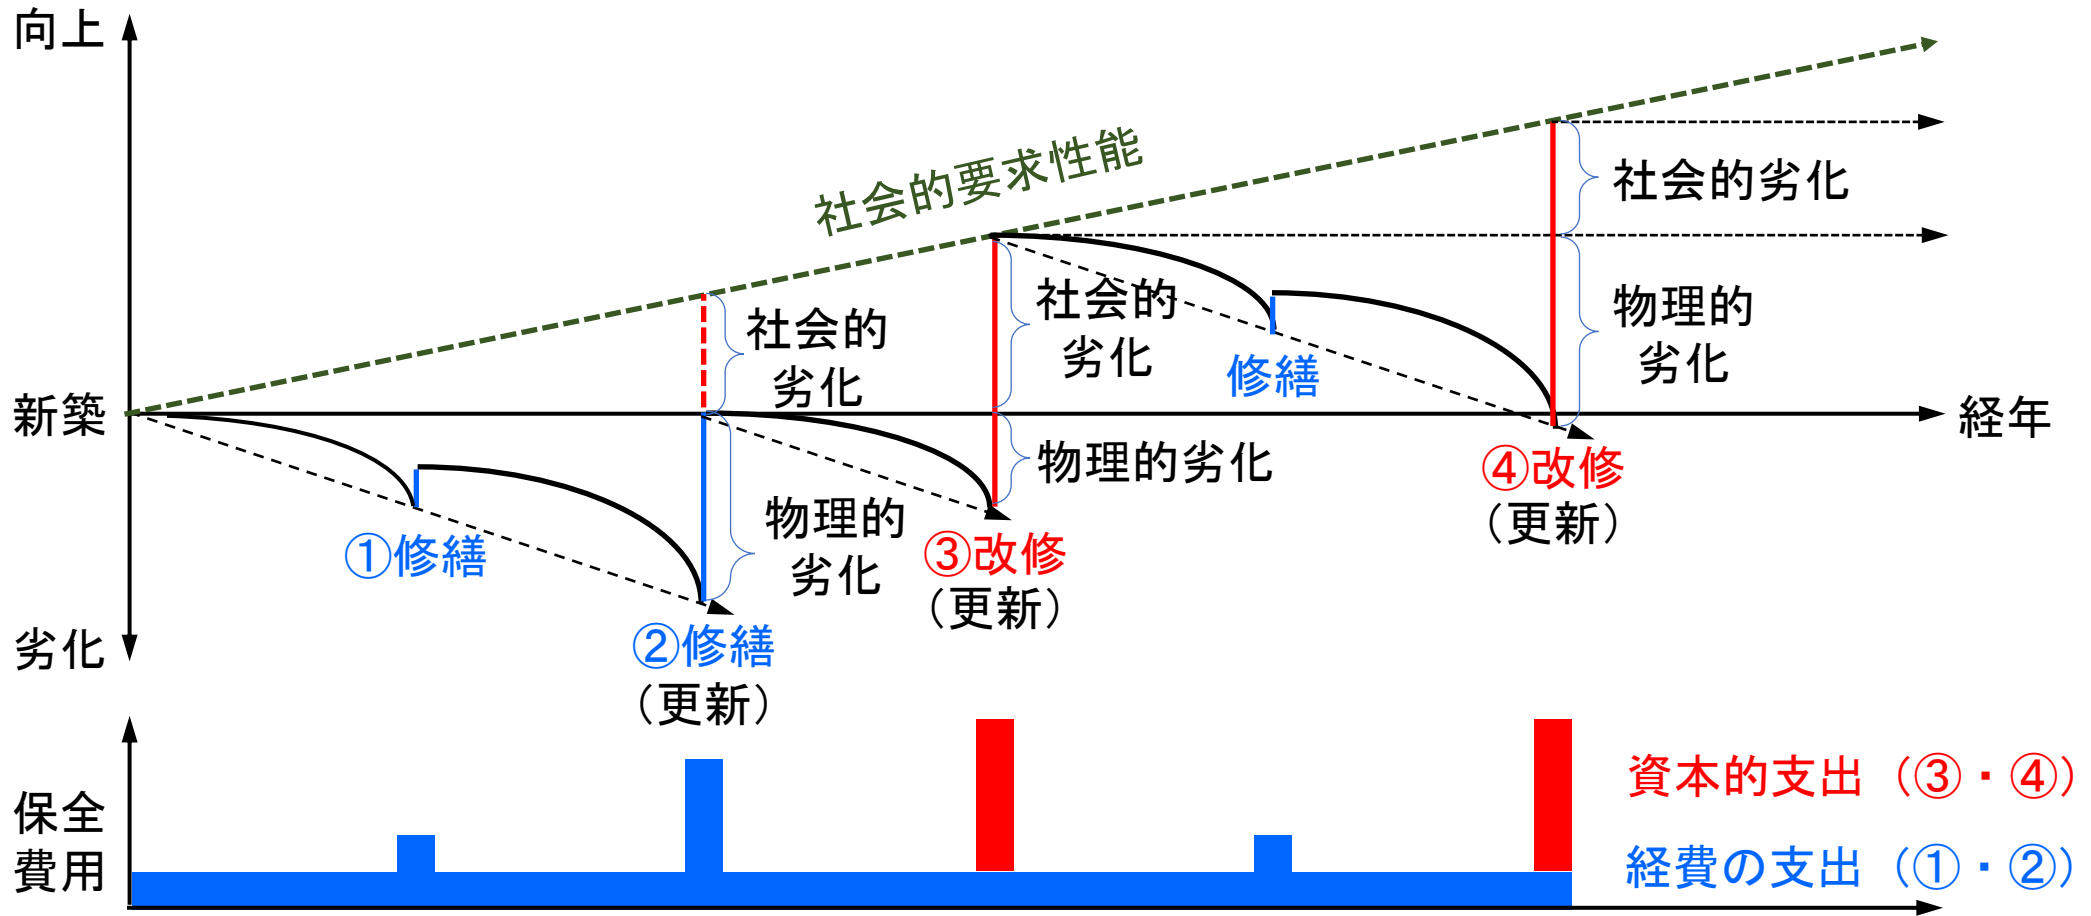 向上
社会的要求性能
社会的劣化
社会的
劣化
社会的
劣化
物理的
劣化
修繕
新築
経年
物理的劣化
④改修
（更新）
物理的
劣化
①修繕
③改修
（更新）
劣化
②修繕
（更新）
保全
費用
資本的支出（③・④）
経費の支出（①・②）